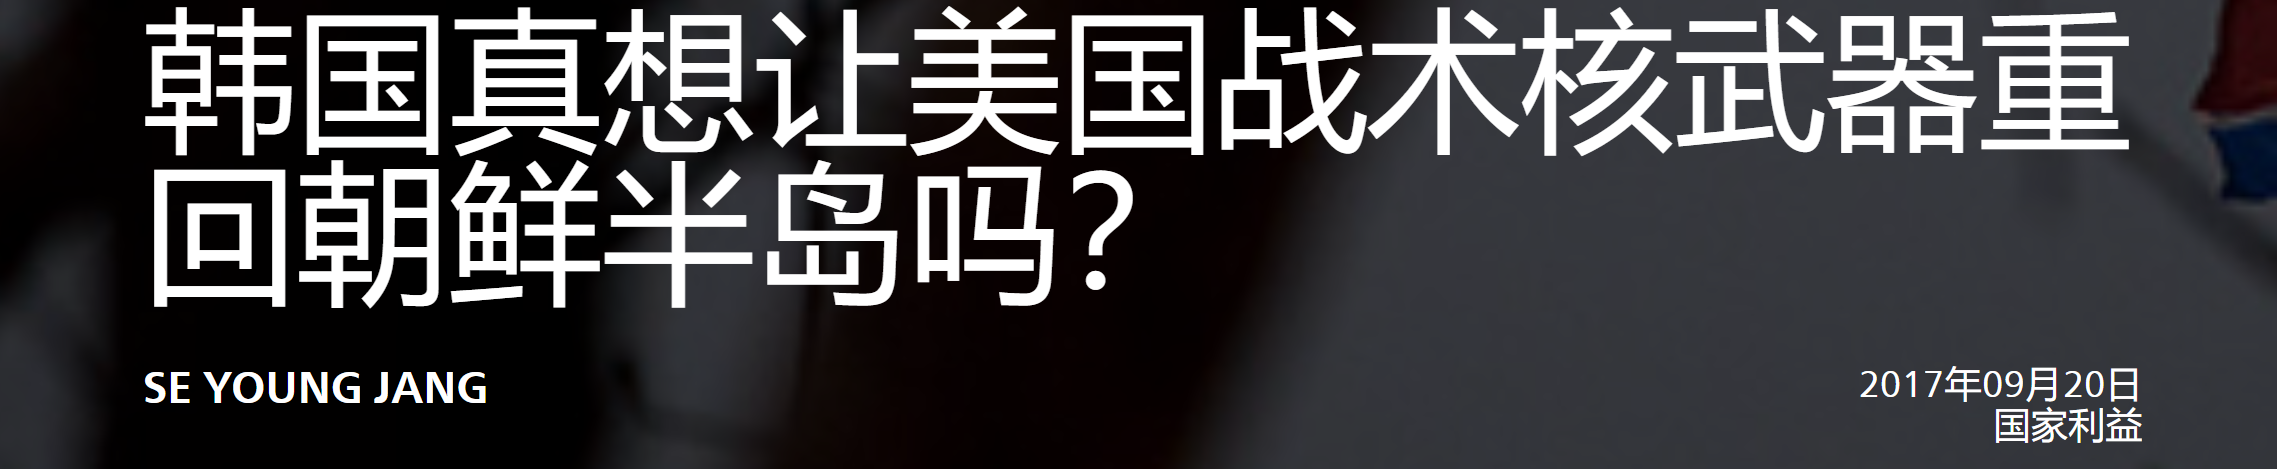 韩国真想让美国战术核武器重
回朝鲜半岛吗？
SE YOUNG JANG
2017年09月20日
国家利益